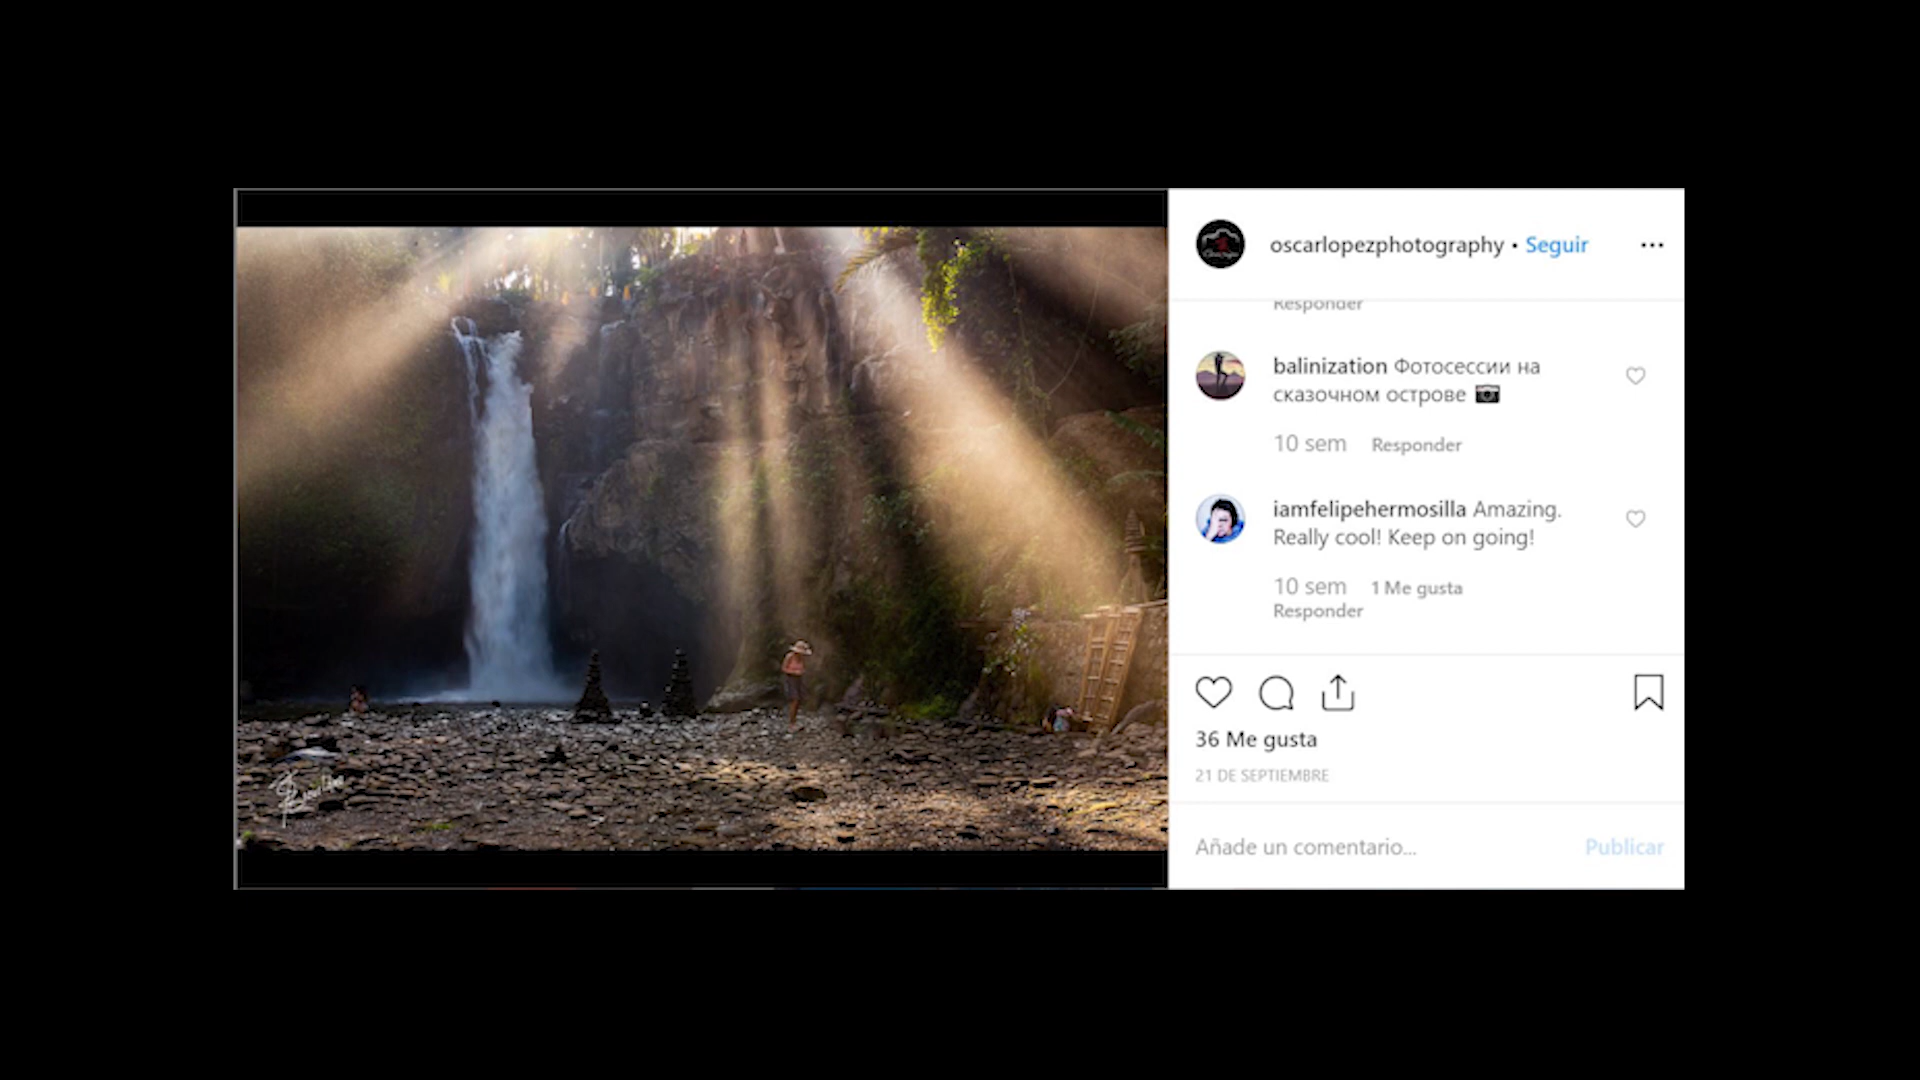 oscarlopezphotography • Seguir
Responder
balinization Фотосессии на
сказочном острове
10 sem Responder
iamfelipehermosilla Amazing.
Really cool! Keep on going!
10 sem 1 Me gusta
Responder
36 Me gusta
21 DE SEPTIEMBRE
Añade un comentario... Publicar